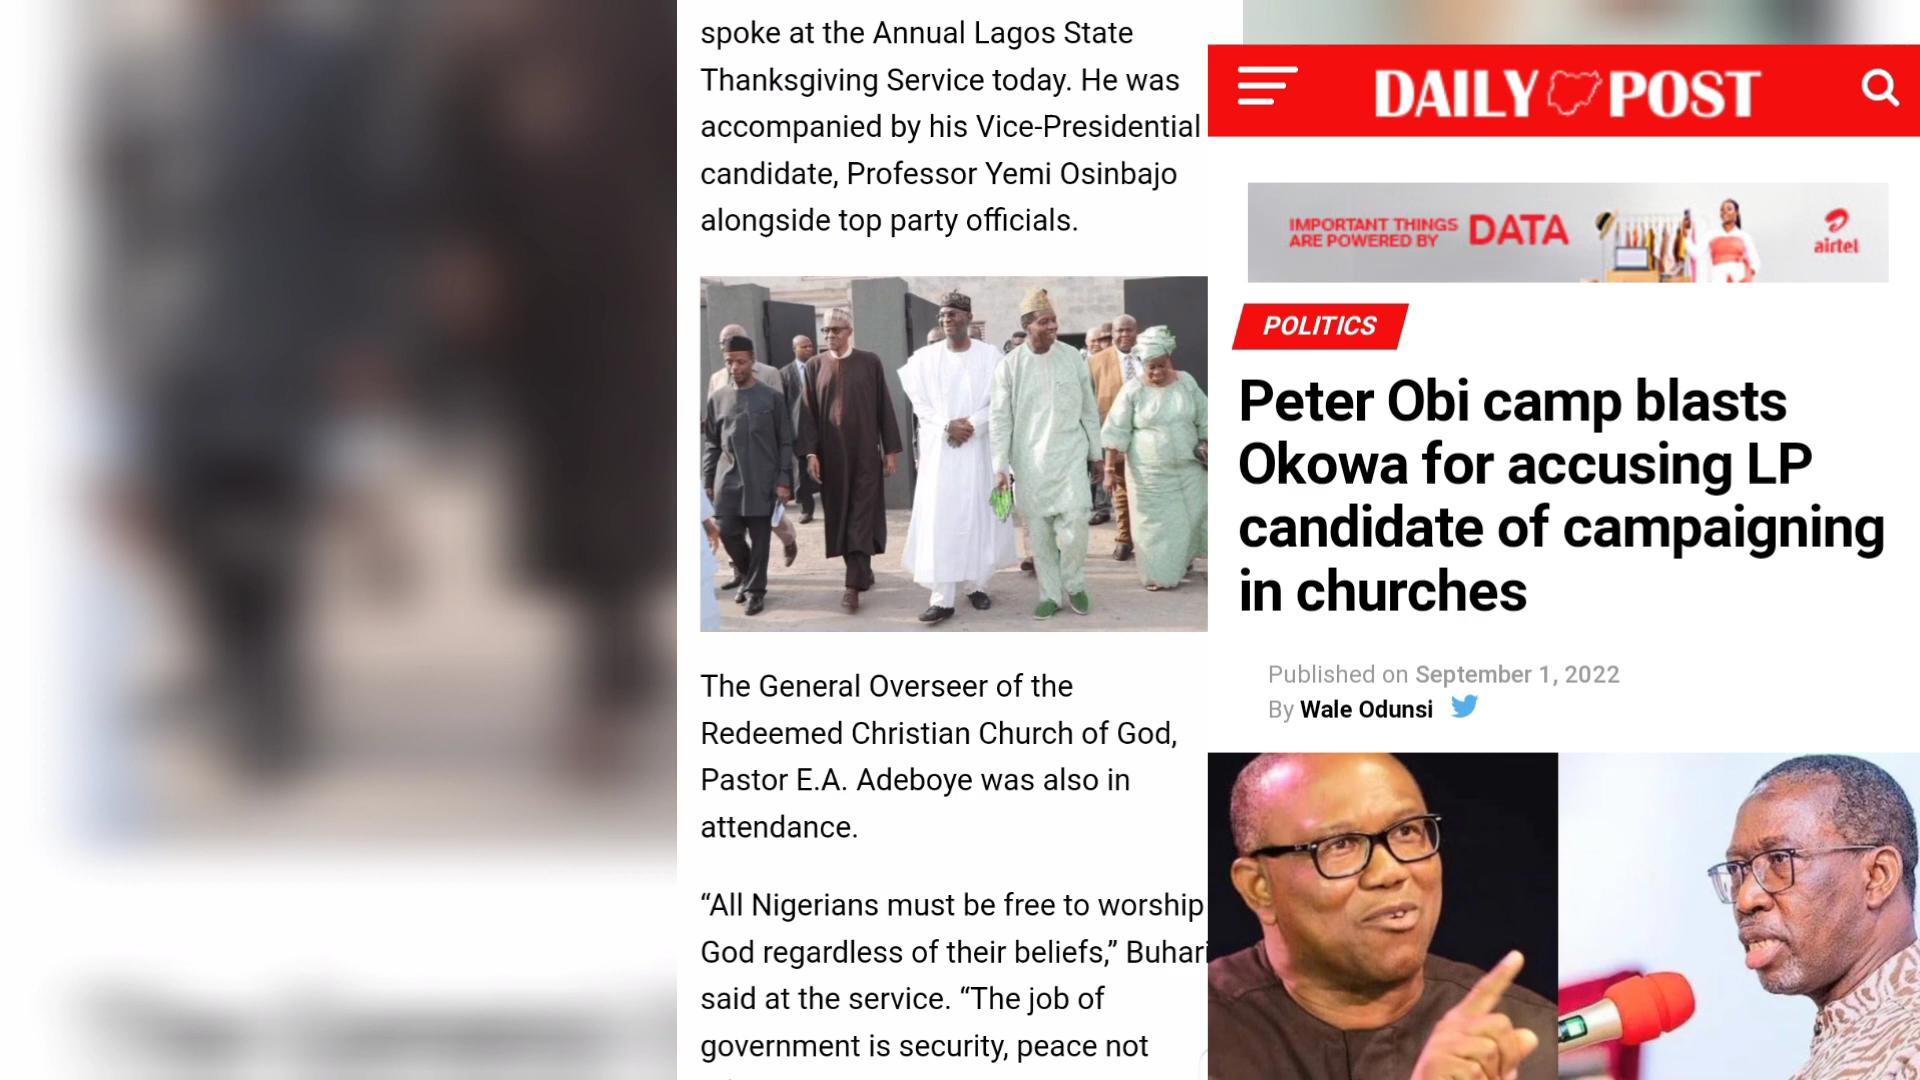 spoke at the Annual Lagos State
Thanksgiving Service today. He was
accompanied by his Vice-Presidential
candidate, Professor Yemi Osinbajo
alongside top party officials.
The General Overseer of the
Redeemed Christian Church of God,
Pastor E.A. Adeboye was also in
attendance.
“All Nigerians must be free to worship
God regardless of their beliefs,” Buhari
said at the service. “The job of
government is security, peace not
DAILY POST
IMPORTANT THINGS
ARE POWERED BY DATA
airtel
POLITICS
Peter Obi camp blasts
Okowa for accusing LP
candidate of campaigning
in churches
Published on September 1, 2022
By Wale Odunsi